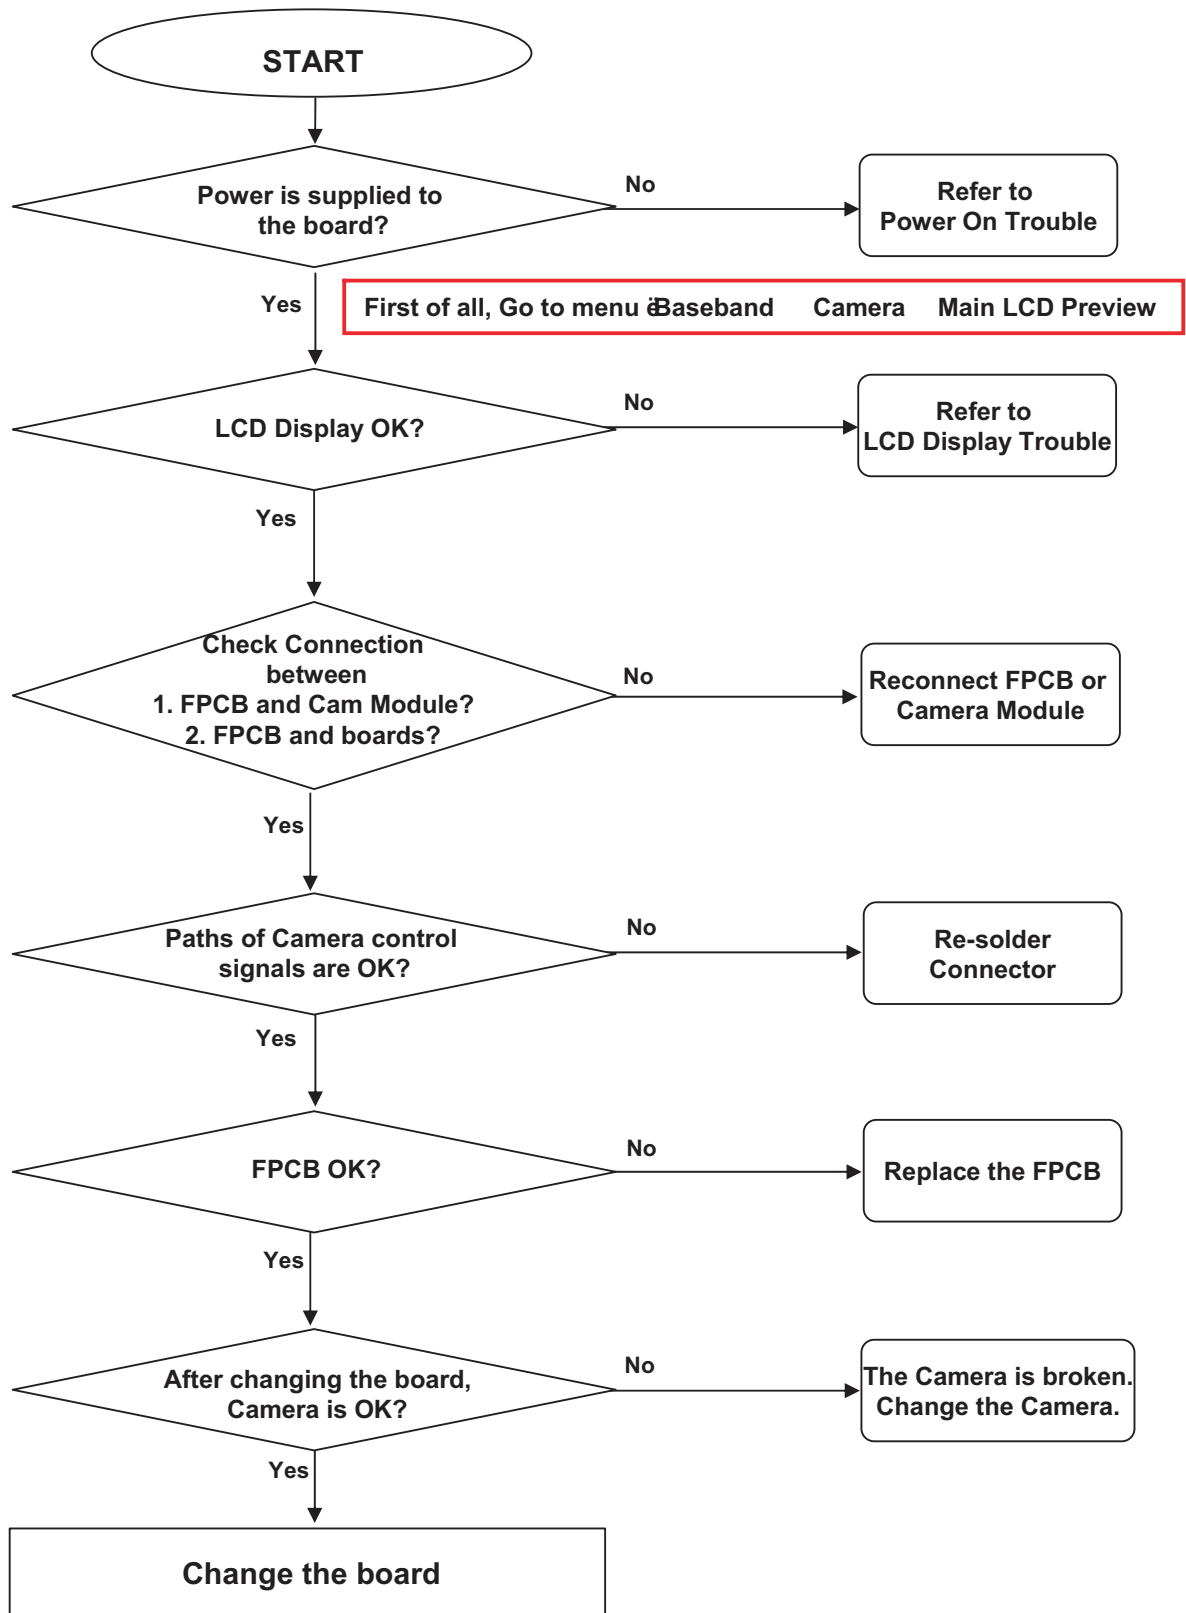 START
Power is supplied to
the board?
No
Refer to
Power On Trouble
Yes
First of all, Go to menu ëBaseband Camera Main LCD Preview
LCD Display OK?
No
Refer to
LCD Display Trouble
Yes
Check Connection
between
1. FPCB and Cam Module?
2. FPCB and boards?
No
Reconnect FPCB or
Camera Module
Yes
Paths of Camera control
signals are OK?
No
Re-solder
Connector
Yes
FPCB OK?
No
Replace the FPCB
Yes
After changing the board,
Camera is OK?
No
The Camera is broken.
Change the Camera.
Yes
Change the board